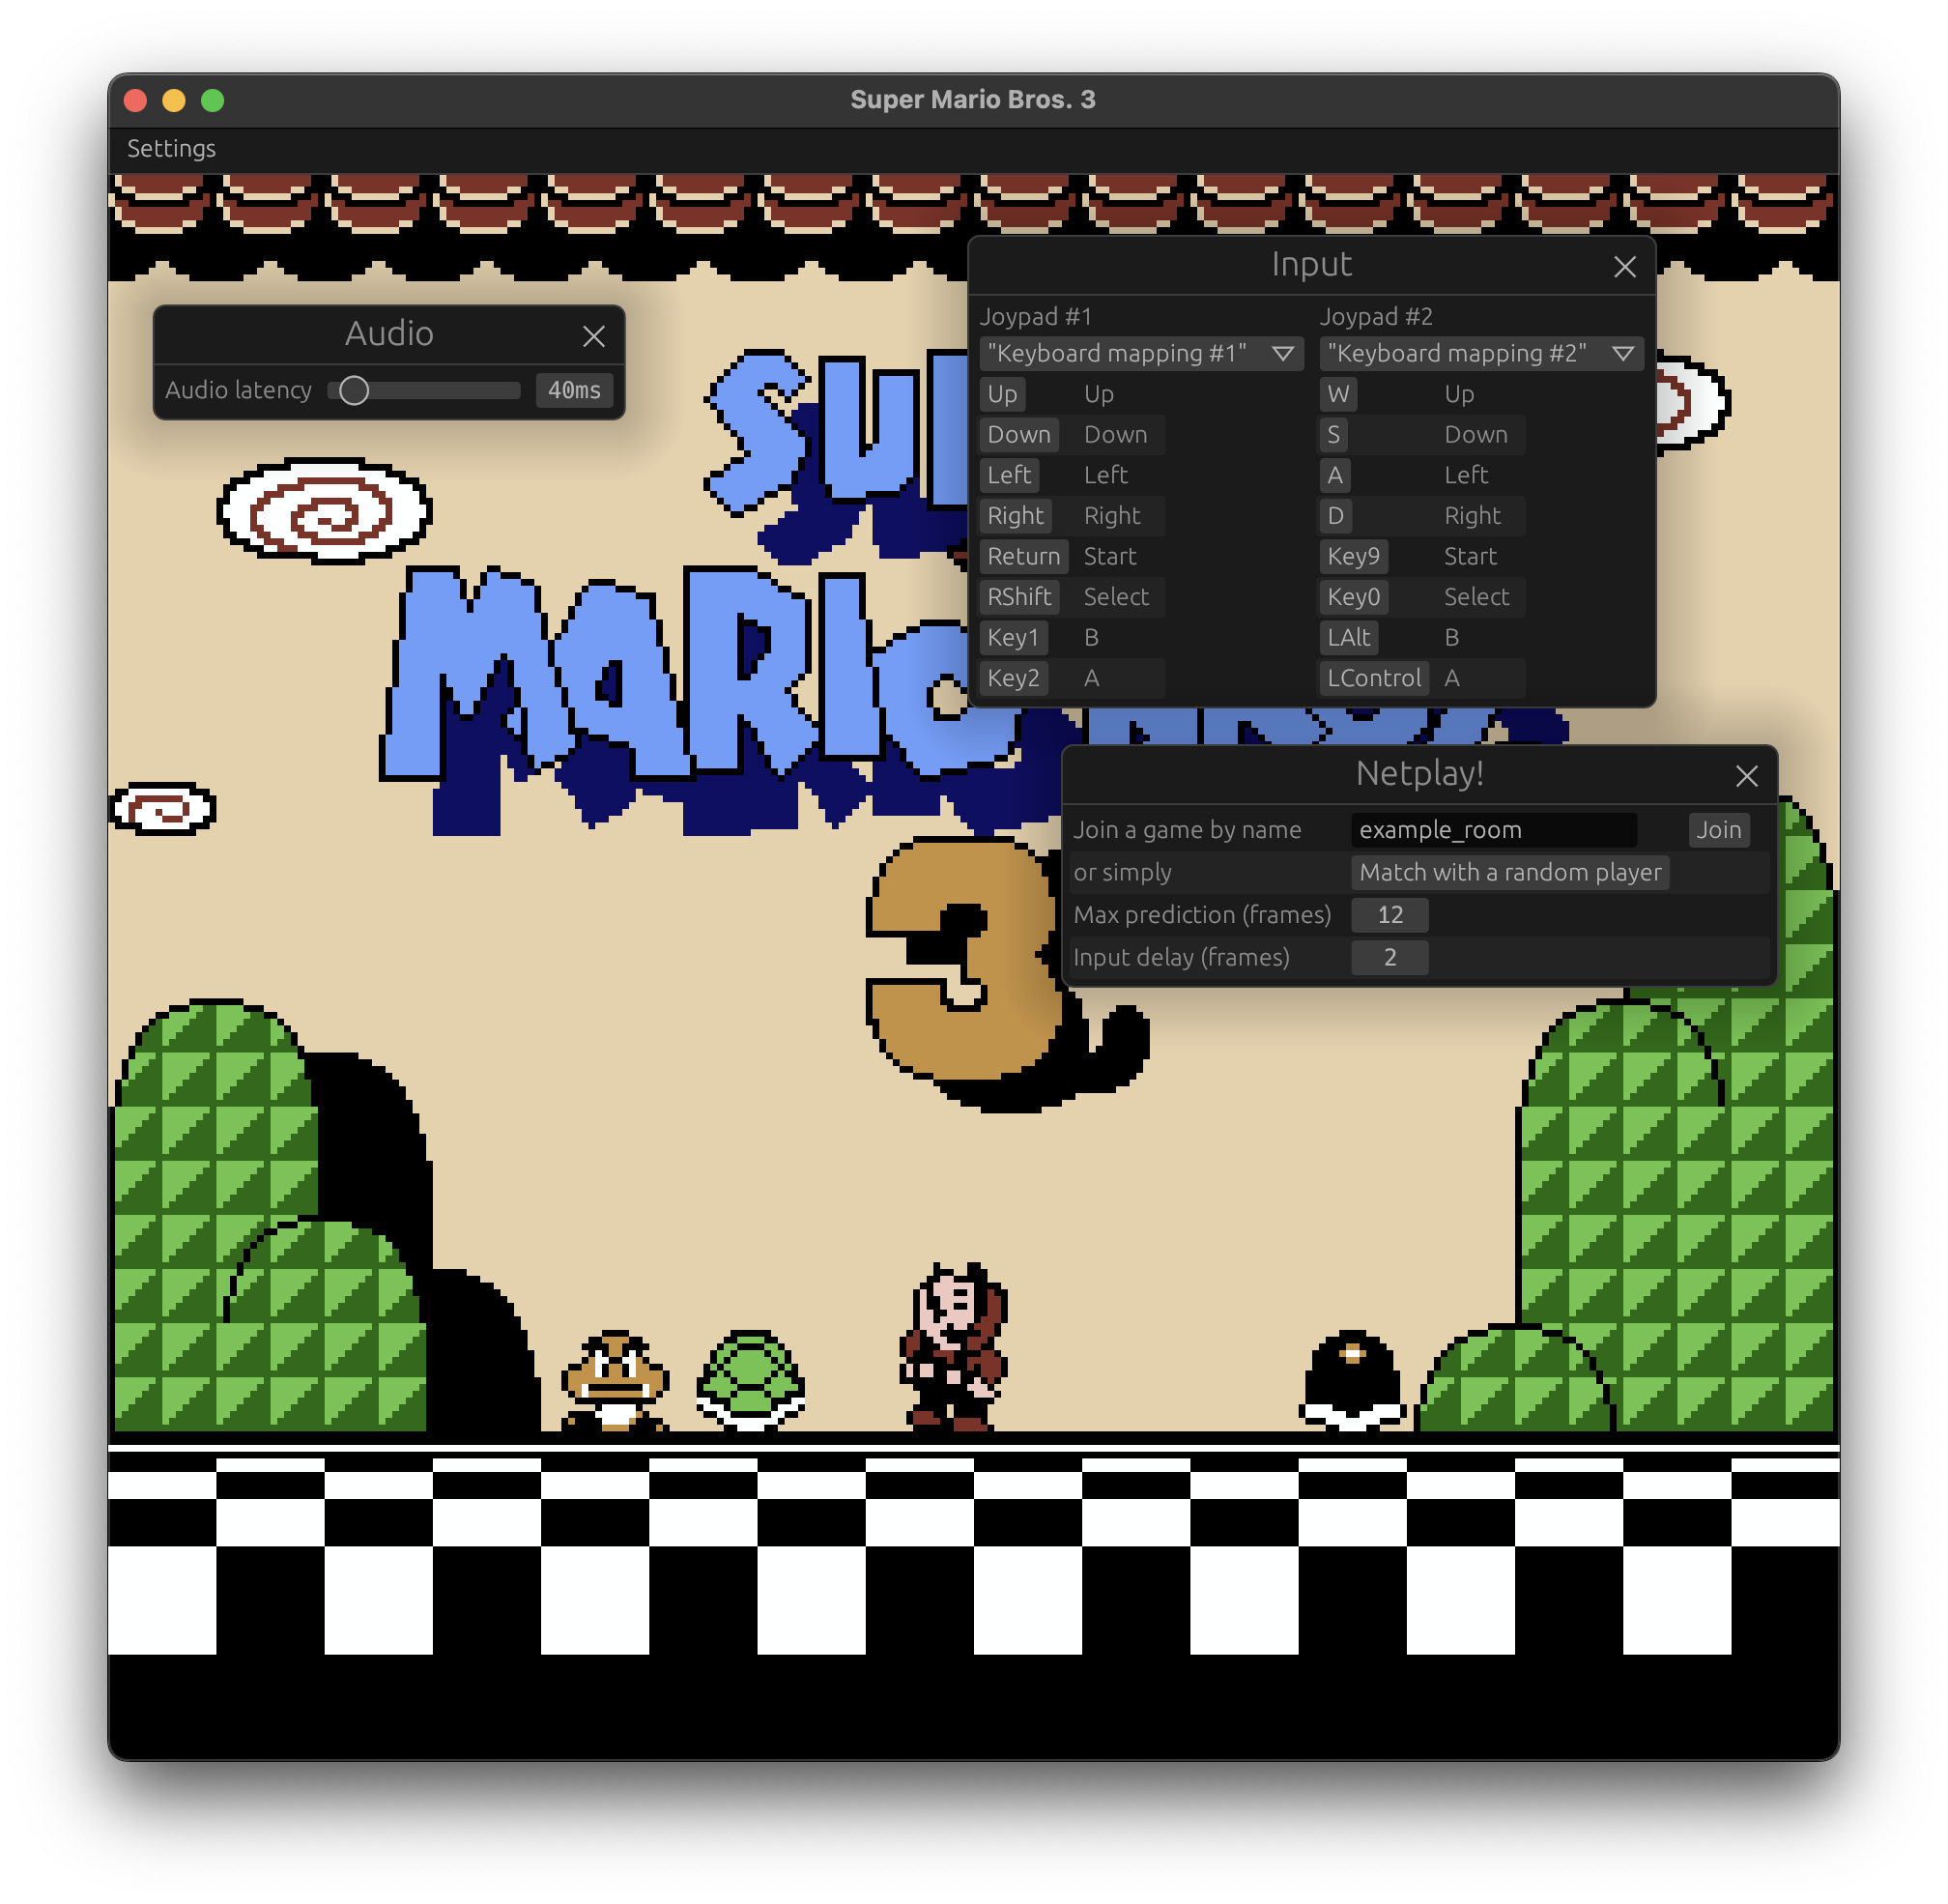 Super Mario Bros. 3
Settings
Audio
Audio latency 40ms
Input
Joypad #1 Joypad #2
"Keyboard mapping #1" "Keyboard mapping #2"
Up Up W Up
Down Down S Down
Left Left A Left
Right Right D Right
Return Start Key9 Start
RShift Select Key0 Select
Key1 B LAlt B
Key2 A LControl A
MARIO
Netplay!
Join a game by name example_room Join
or simply Match with a random player
Max prediction (frames) 12
Input delay (frames) 2
3